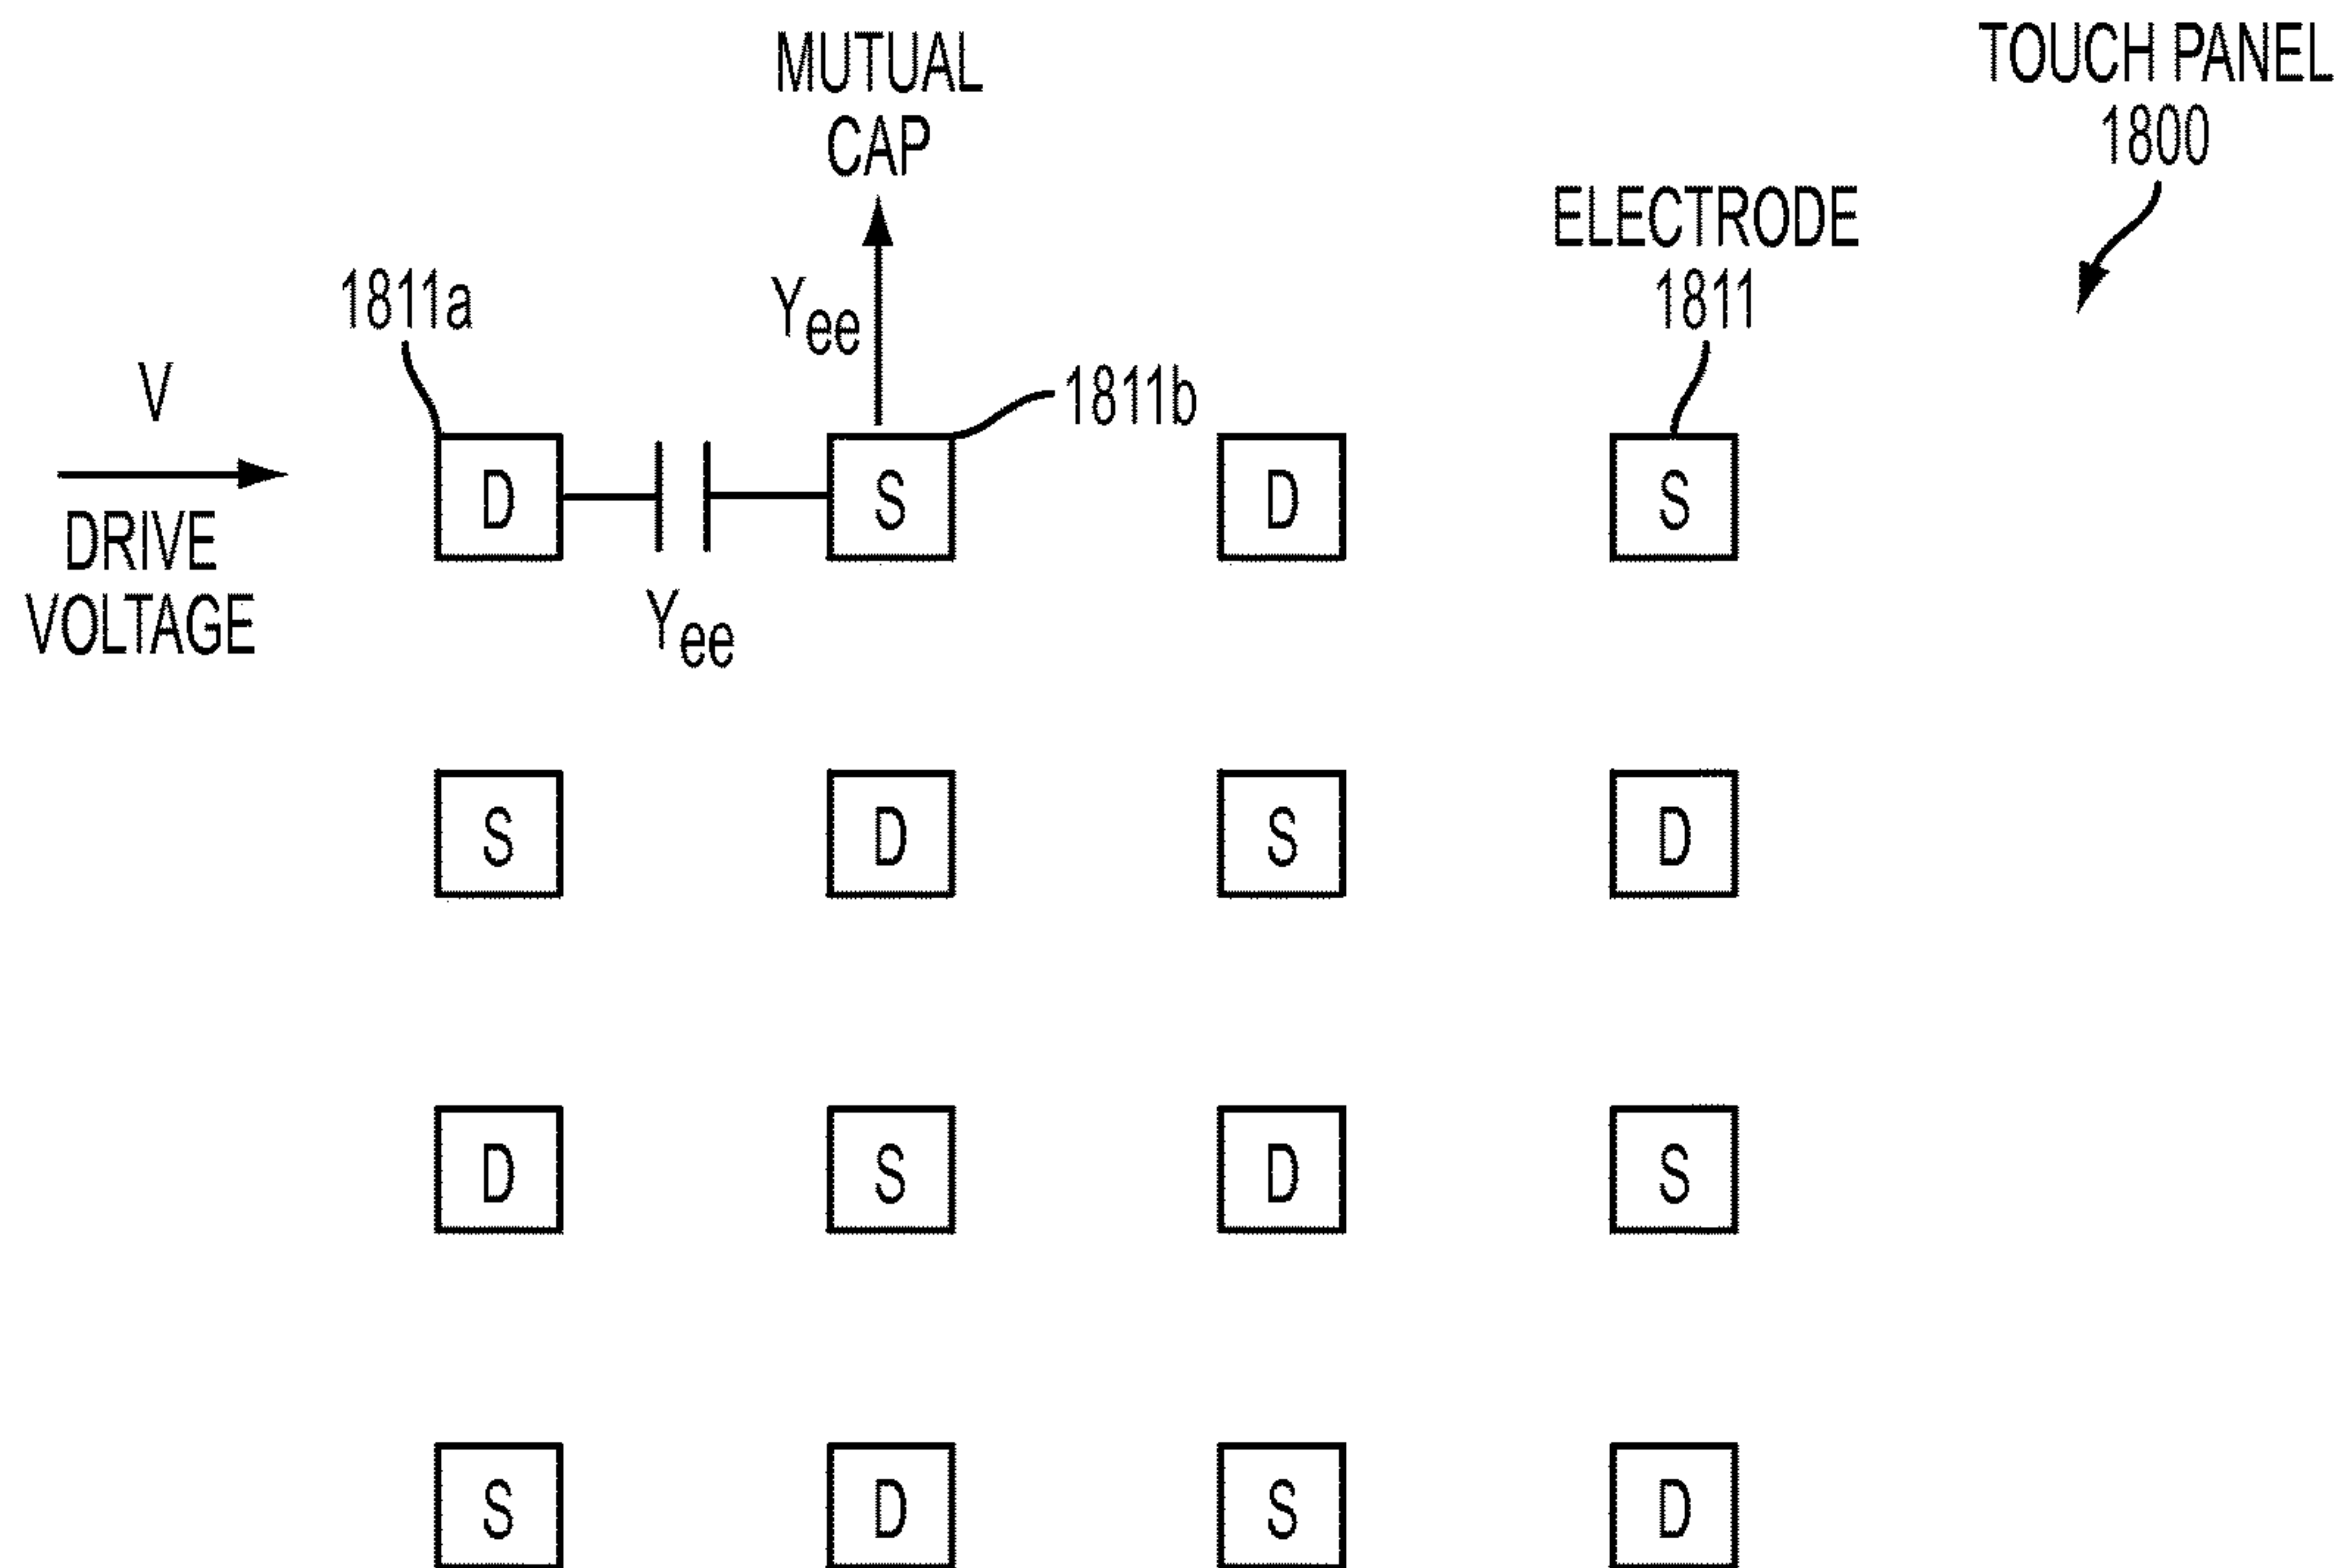 MUTUAL
CAP
TOUCH PANEL
1800
ELECTRODE
1811
1811a
Yee
1811b
V
DRIVE
VOLTAGE
D S D S
Yee
S D S D
D S D S
S D S D